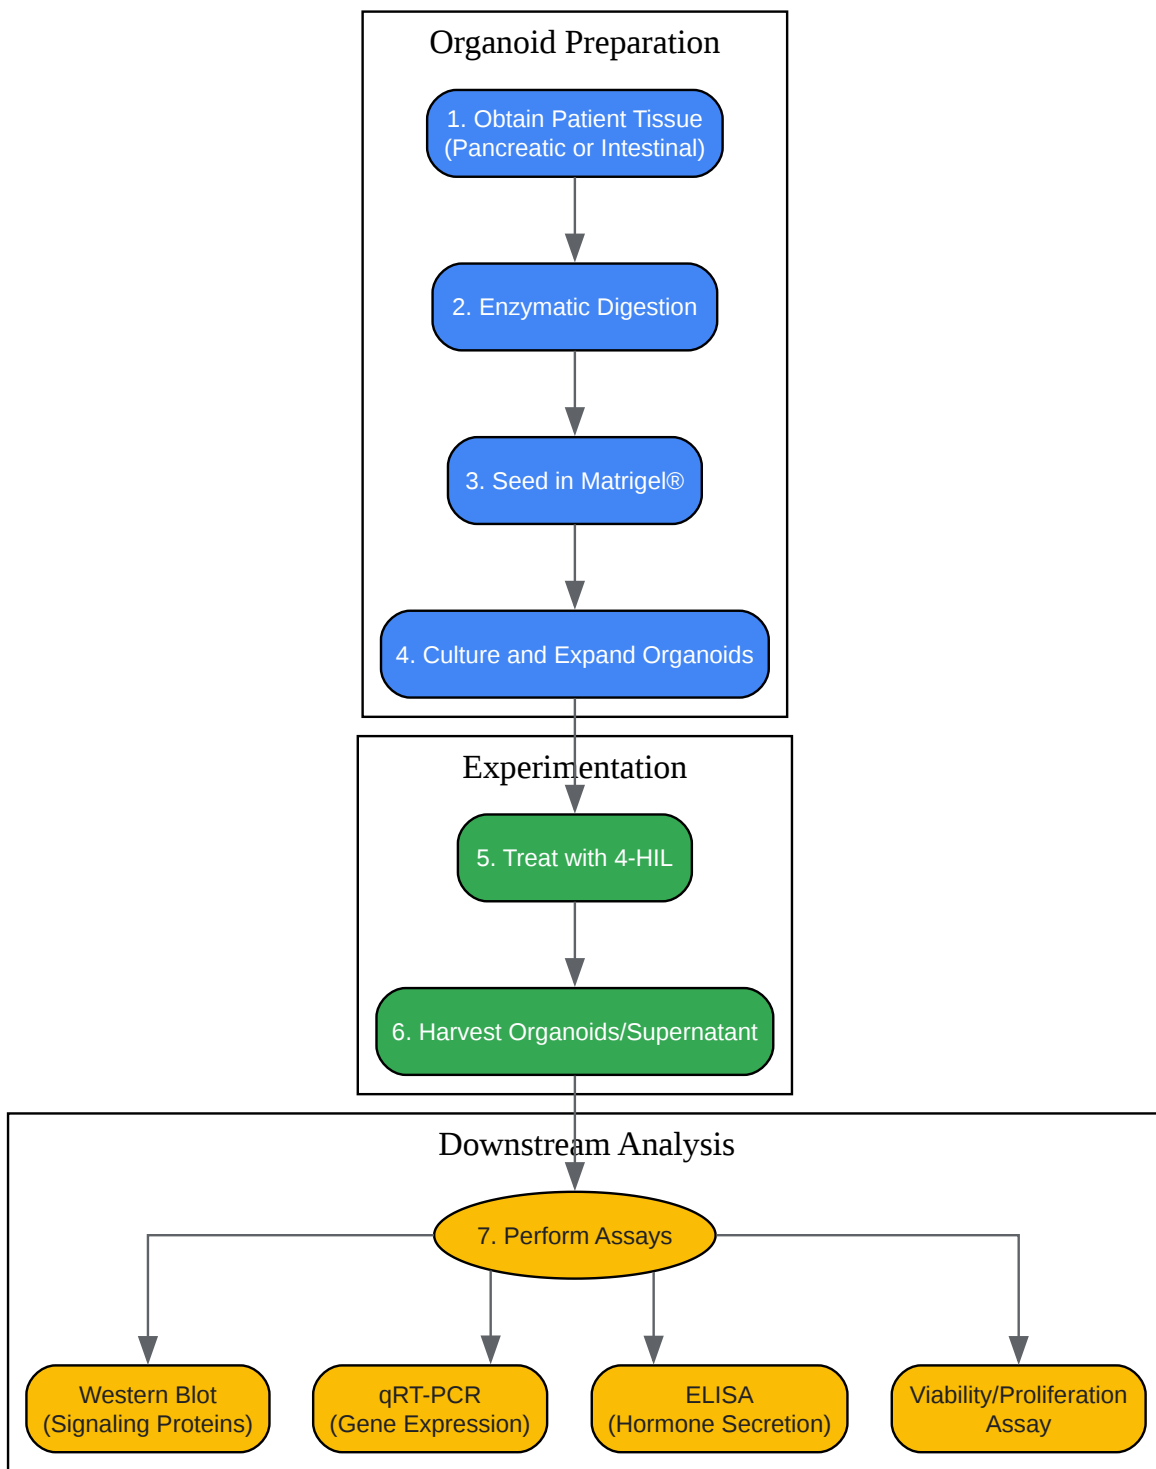 Organoid Preparation
1. Obtain Patient Tissue
(Pancreatic or Intestinal)
2. Enzymatic Digestion
3. Seed in Matrigel®
4. Culture and Expand Organoids
Experimentation
5. Treat with 4-HIL
6. Harvest Organoids/Supernatant
Downstream Analysis
7. Perform Assays
Western Blot
(Signaling Proteins)
qRT-PCR
(Gene Expression)
ELISA
(Hormone Secretion)
Viability/Proliferation
Assay